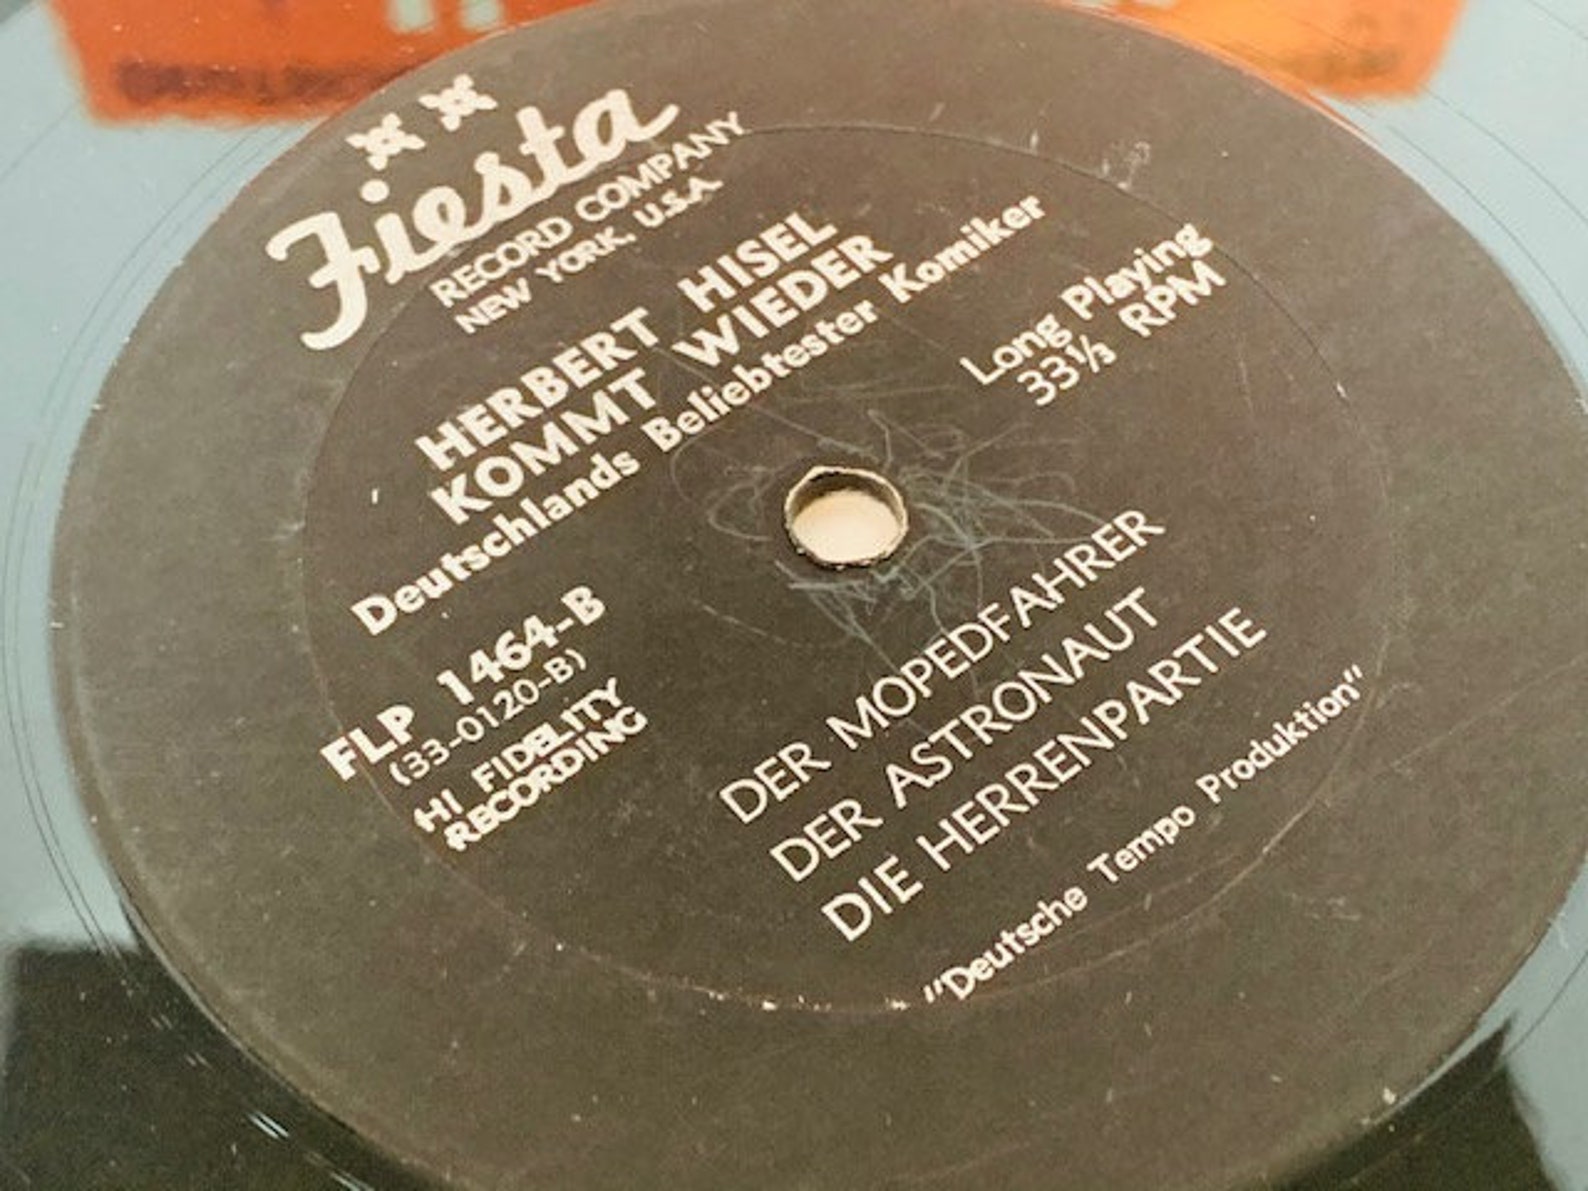 Fiesta
RECORD COMPANY
NEW YORK, U.S.A.
HERBERT HISEL
KOMMT WIEDER
Deutschlands Beliebtester Komiker
Long Playing
33⅓ RPM
FLP 1464-B
(33-0120-B)
HI FIDELITY
RECORDING
DER MOPEDFAHRER
DER ASTRONAUT
DIE HERRENPARTIE
"Deutsche Tempo Produktion"